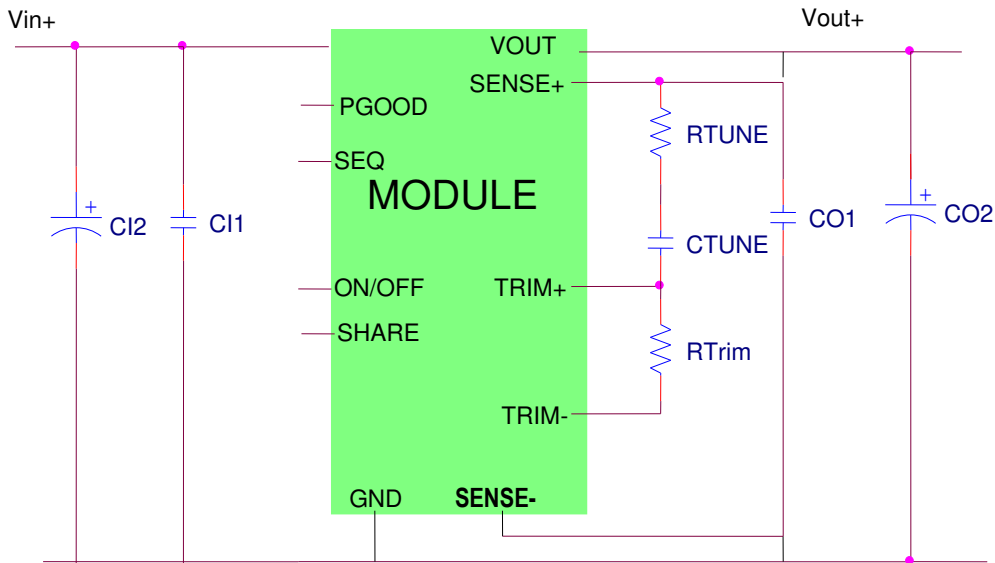 Vin+
Vout+
VOUT
SENSE+
PGOOD
RTUNE
SEQ
MODULE
+
CI2
CI1
CO1
+
CO2
CTUNE
ON/OFF
TRIM+
SHARE
RTrim
TRIM-
GND
SENSE-